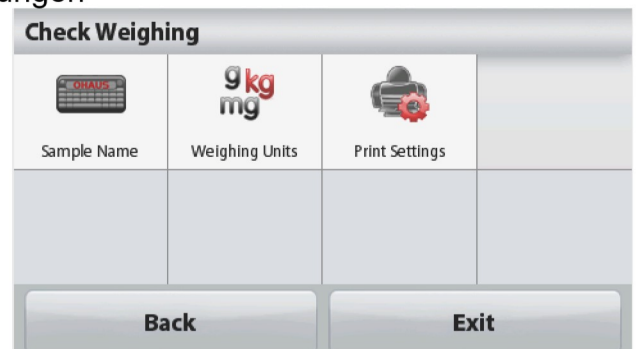 Check Weighing
OHAUS
g kg
mg
Sample Name
Weighing Units
Print Settings
Back
Exit